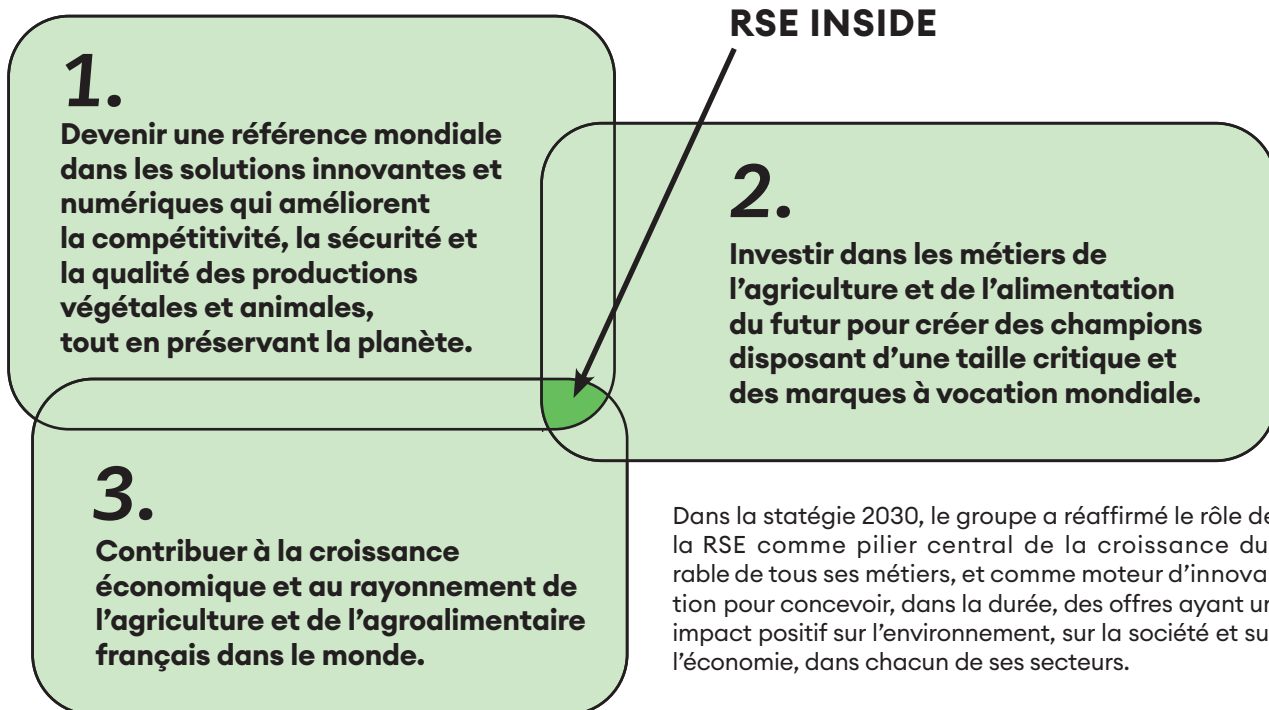 RSE INSIDE
1.
Devenir une référence mondiale
dans les solutions innovantes et
numériques qui améliorent
la compétitivité, la sécurité et
la qualité des productions
végétales et animales,
tout en préservant la planète.
2.
Investir dans les métiers de
l’agriculture et de l’alimentation
du futur pour créer des champions
disposant d’une taille critique et
des marques à vocation mondiale.
3.
Contribuer à la croissance
économique et au rayonnement de
l’agriculture et de l’agroalimentaire
français dans le monde.
Dans la statégie 2030, le groupe a réaffirmé le rôle de
la RSE comme pilier central de la croissance du
rable de tous ses métiers, et comme moteur d’innova
tion pour concevoir, dans la durée, des offres ayant un
impact positif sur l’environnement, sur la société et su
l’économie, dans chacun de ses secteurs.